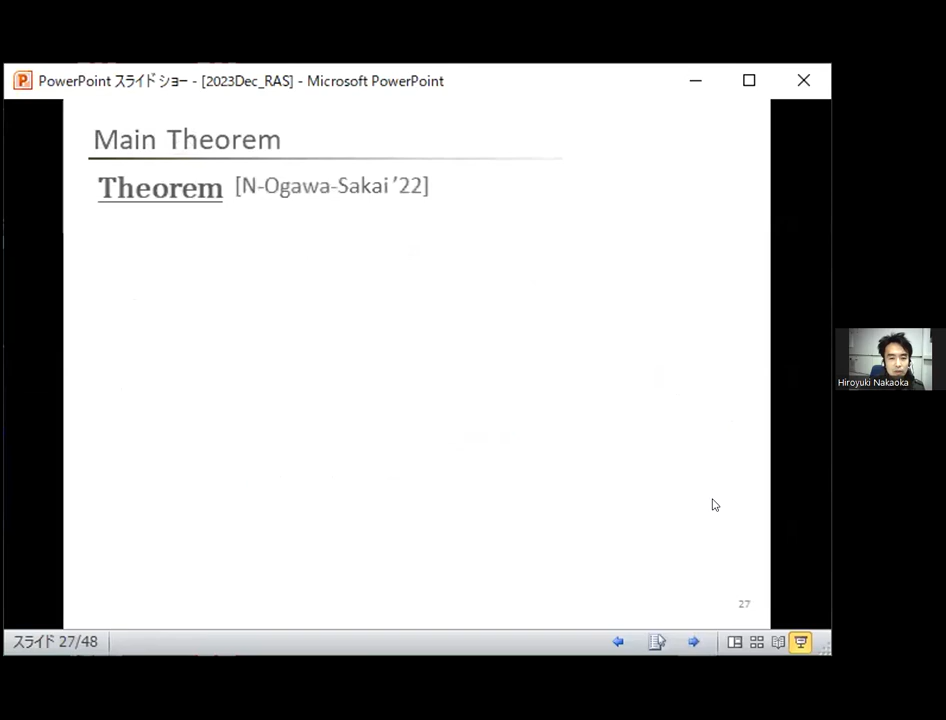 PowerPoint スライド ショー - [2023Dec_RAS] - Microsoft PowerPoint
Main Theorem
Theorem [N-Ogawa-Sakai ’22]
Hiroyuki Nakaoka
27
スライド 27/48